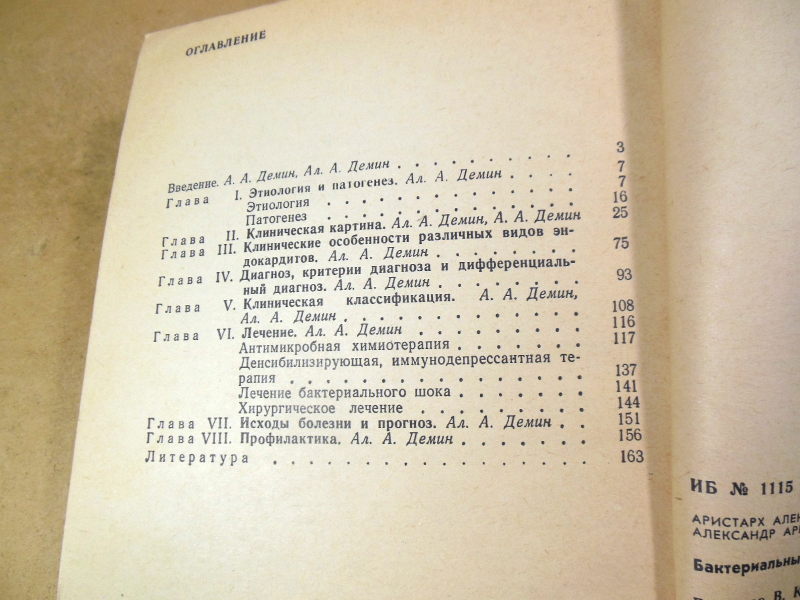 ОГЛАВЛЕНИЕ
Введение. А. А. Демин, Ал. А. Демин . . . . . . . . . . 3
Глава I. Этиология и патогенез. Ал. А. Демин . . . . 7
Этиология . . . . . . . . . . . . . 7
Патогенез . . . . . . . . . . . . . 16
Глава II. Клиническая картина. Ал. А. Демин, А. А. Демин 25
Глава III. Клинические особенности различных видов эн-
докардитов. Ал. А. Демин . . . . . . . . 75
Глава IV. Диагноз, критерии диагноза и дифференциаль-
ный диагноз. Ал. А. Демин . . . . . . . . 93
Глава V. Клиническая классификация. А. А. Демин,
Ал. А. Демин . . . . . . . . . . . . 108
Глава VI. Лечение. Ал. А. Демин . . . . . . . . . 116
Антимикробная химиотерапия . . . . . . . 117
Денсибилизирующая, иммунодепрессантная те-
рапия . . . . . . . . . . . . . . . 137
Лечение бактериального шока . . . . . . . 141
Хирургическое лечение . . . . . . . . . 144
Глава VII. Исходы болезни и прогноз. Ал. А. Демин . . 151
Глава VIII. Профилактика. Ал. А. Демин . . . . . . . 156
Литература . . . . . . . . . . . . . . . . 163
ИБ № 1115
АРИСТАРХ
АЛЕКСАНДР